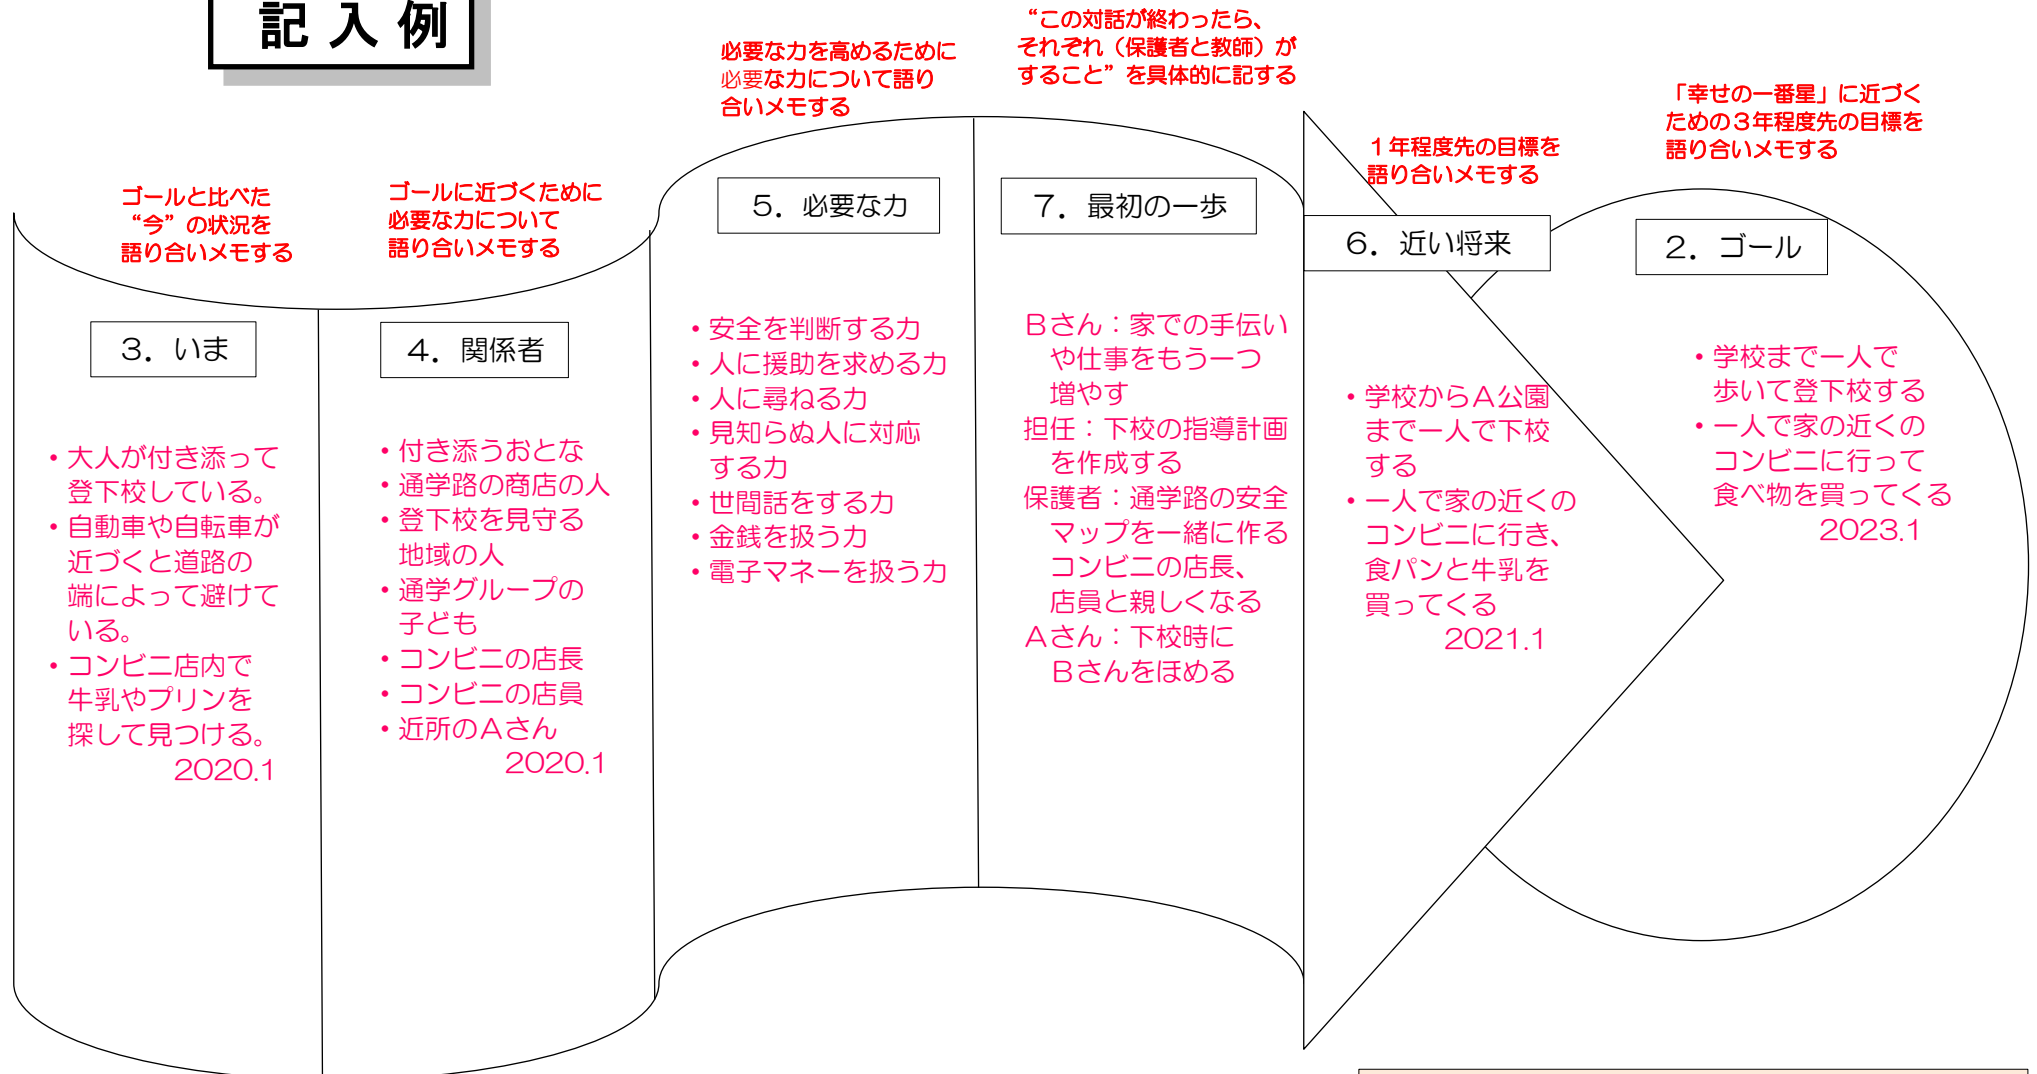 記入例
ゴールと比べた
“今”の状況を
語り合いメモする
ゴールに近づくために
必要な力について
語り合いメモする
必要な力を高めるために
必要な力について語り
合いメモする
“この対話が終わったら、
それぞれ（保護者と教師）が
すること”を具体的に記する
１年程度先の目標を
語り合いメモする
「幸せの一番星」に近づく
ための３年程度先の目標を
語り合いメモする
３．いま
・大人が付き添って
登下校している。
・自動車や自転車が
近づくと道路の
端によって避けて
いる。
・コンビニ店内で
牛乳やプリンを
探して見つける。
2020.1
４．関係者
・付き添うおとな
・通学路の商店の人
・登下校を見守る
地域の人
・通学グループの
子ども
・コンビニの店長
・コンビニの店員
・近所のAさん
2020.1
５．必要な力
・安全を判断する力
・人に援助を求める力
・人に尋ねる力
・見知らぬ人に対応
する力
・世間話をする力
・金銭を扱う力
・電子マネーを扱う力
７．最初の一歩
Bさん：家での手伝い
や仕事をもう一つ
増やす
担任：下校の指導計画
を作成する
保護者：通学路の安全
マップを一緒に作る
コンビニの店長、
店員と親しくなる
Aさん：下校時に
Bさんをほめる
６．近い将来
・学校からA公園
まで一人で下校
する
・一人で家の近くの
コンビニに行き、
食パンと牛乳を
買ってくる
2021.1
２．ゴール
・学校まで一人で
歩いて登下校する
・一人で家の近くの
コンビニに行って
食べ物を買ってくる
2023.1